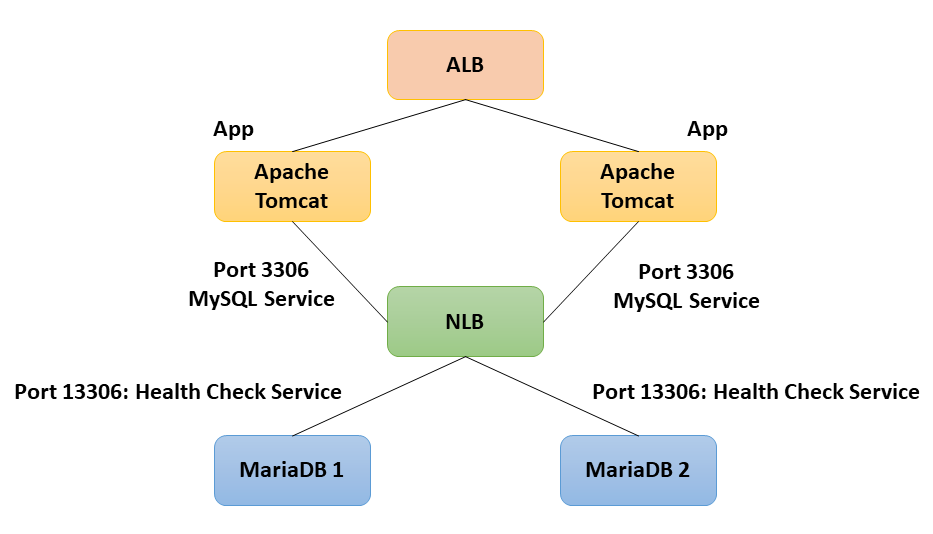 ALB
App
App
Apache
Tomcat
Apache
Tomcat
Port 3306
MySQL Service
Port 3306
MySQL Service
NLB
Port 13306: Health Check Service
Port 13306: Health Check Service
MariaDB 1
MariaDB 2